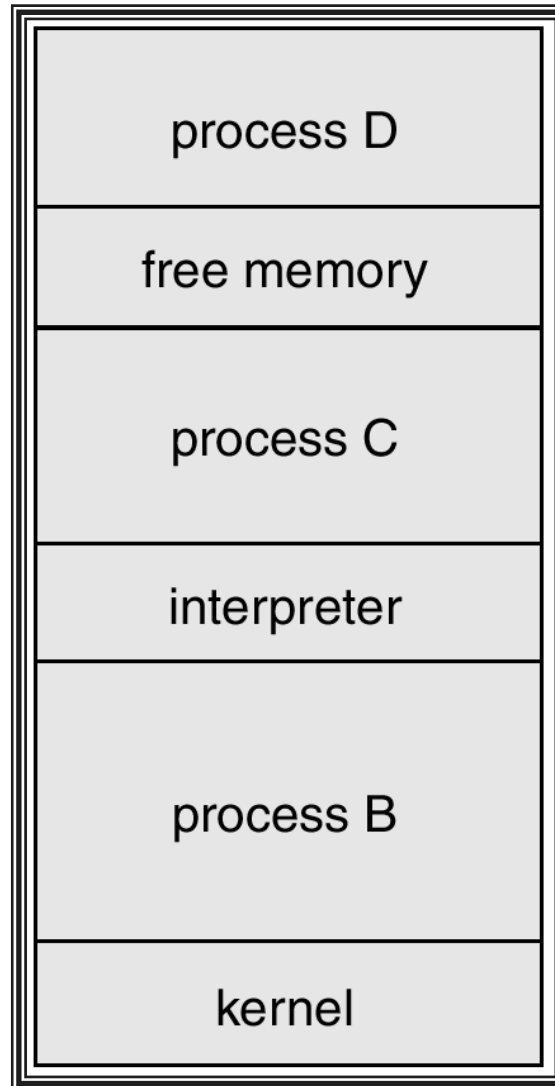 process D
free memory
process C
interpreter
process B
kernel